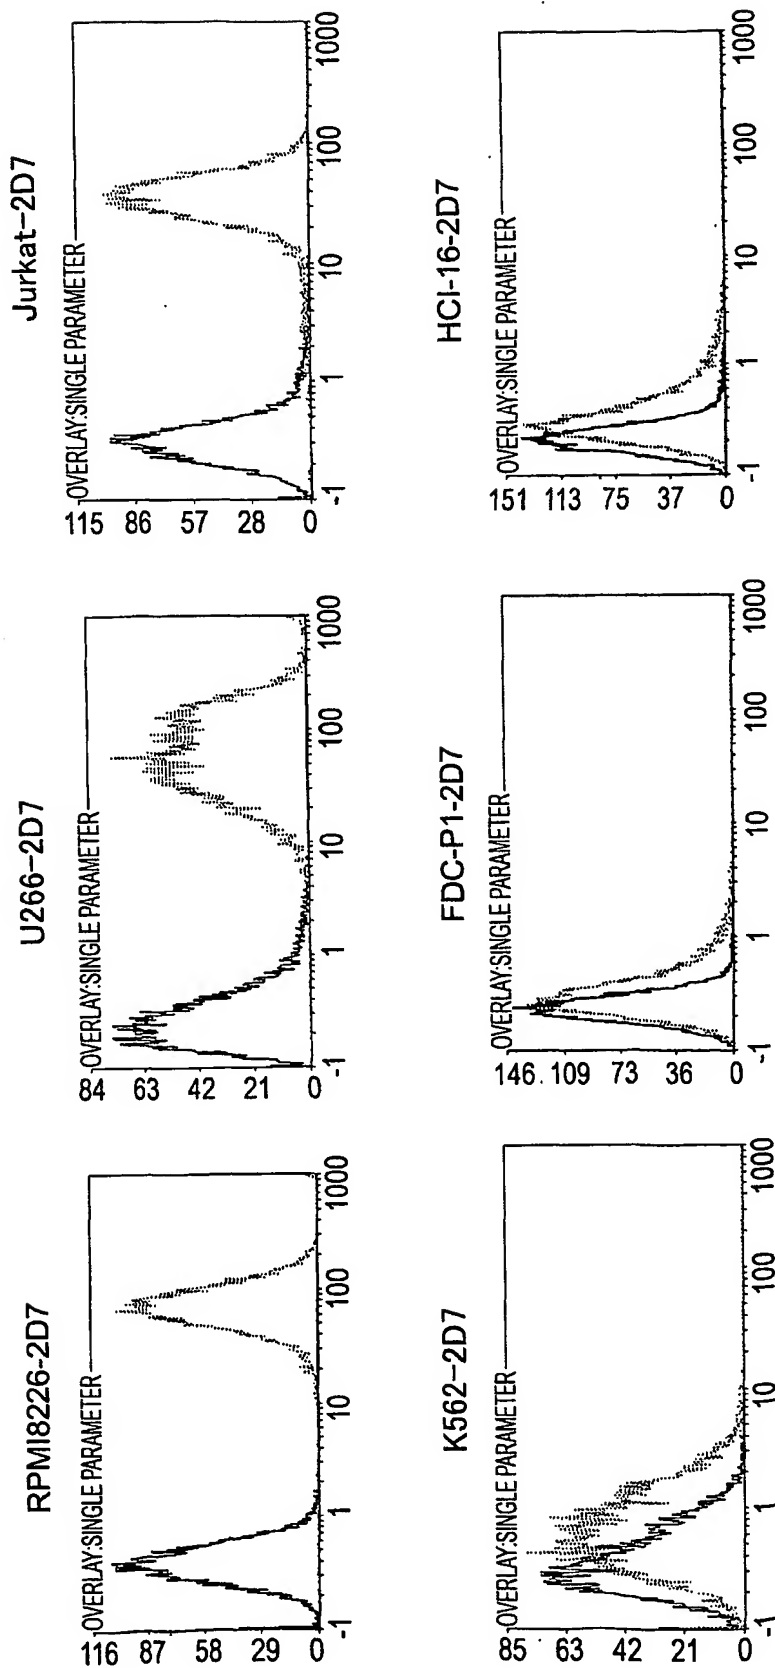 RPMI8226-2D7
OVERLAY:SINGLE PARAMETER
116
87
58
29
0
-1 1 10 100 1000
U266-2D7
OVERLAY:SINGLE PARAMETER
84
63
42
21
0
-1 1 10 100 1000
Jurkat-2D7
OVERLAY:SINGLE PARAMETER
115
86
57
28
0
-1 1 10 100 1000
K562-2D7
OVERLAY:SINGLE PARAMETER
85
63
42
21
0
-1 1 10 100 1000
FDC-P1-2D7
OVERLAY:SINGLE PARAMETER
146
109
73
36
0
-1 1 10 100 1000
HCI-16-2D7
OVERLAY:SINGLE PARAMETER
151
113
75
37
0
-1 1 10 100 1000